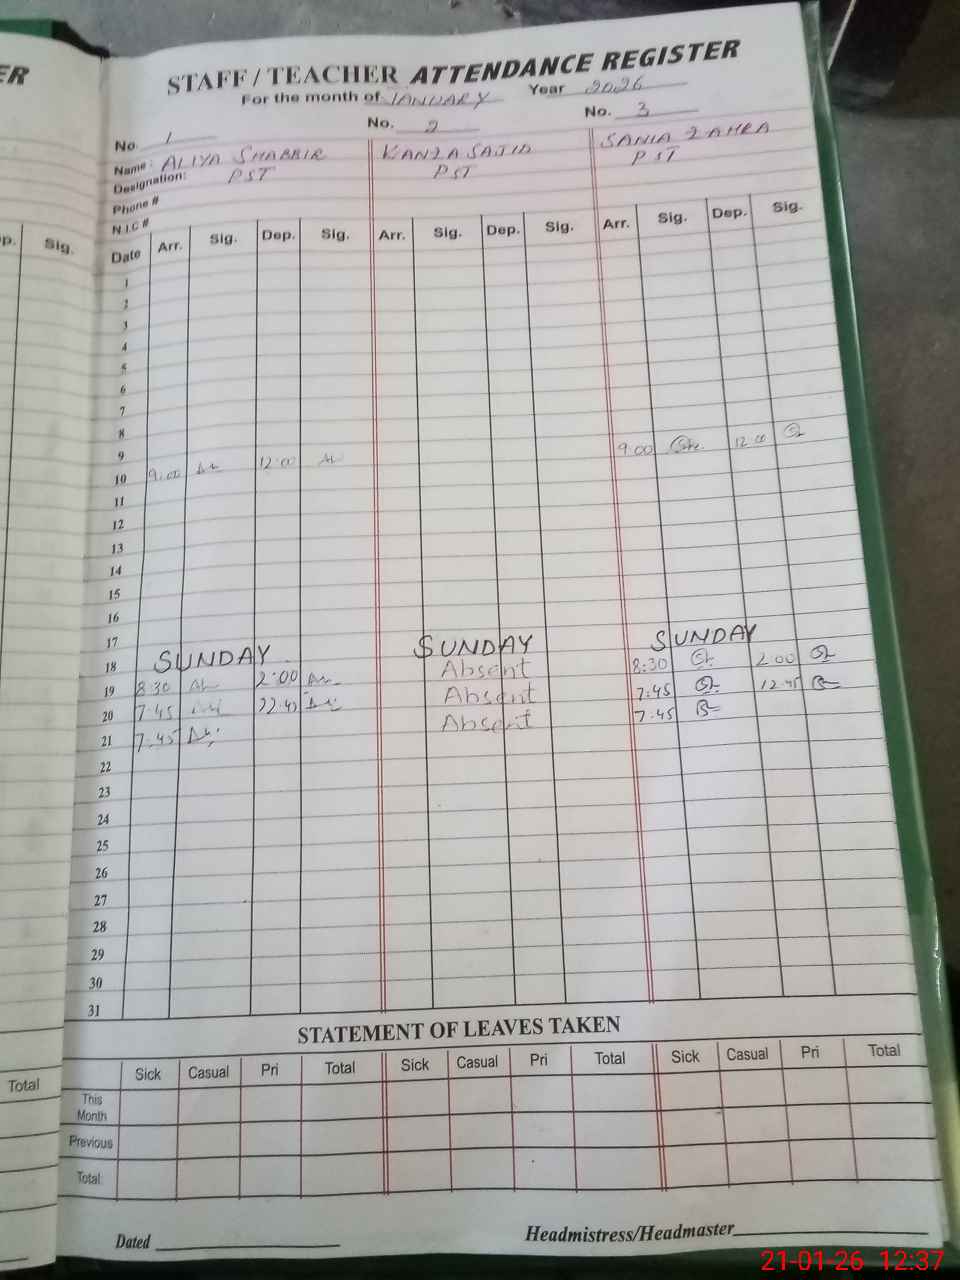 ER
STAFF / TEACHER ATTENDANCE REGISTER
For the month of JANUARY Year 2026
No. 1 No. 2 No. 3
Name: ALIYA SHABBIR KANZA SAJID SANIA ZAHRA
Designation: PST PST PST
Phone #
N.I.C #
p. Sig.
Date Arr. Sig. Dep. Sig. Arr. Sig. Dep. Sig. Arr. Sig. Dep. Sig.
1
2
3
4
5
6
7
8
9 9 00 12 00
10 9:00 12:00
11
12
13
14
15
16
17
18 SUNDAY SUNDAY SUNDAY
19 8:30 2:00 Absent 8:30 2 00
20 7:45 Absent 7:45 12:45
21 7:45 Absent 7:45
22
23
24
25
26
27
28
29
30
31
STATEMENT OF LEAVES TAKEN
Sick Casual Pri Total Sick Casual Pri Total Sick Casual Pri Total
Total
This
Month
Previous
Total
Dated Headmistress/Headmaster
21-01-26 12:37